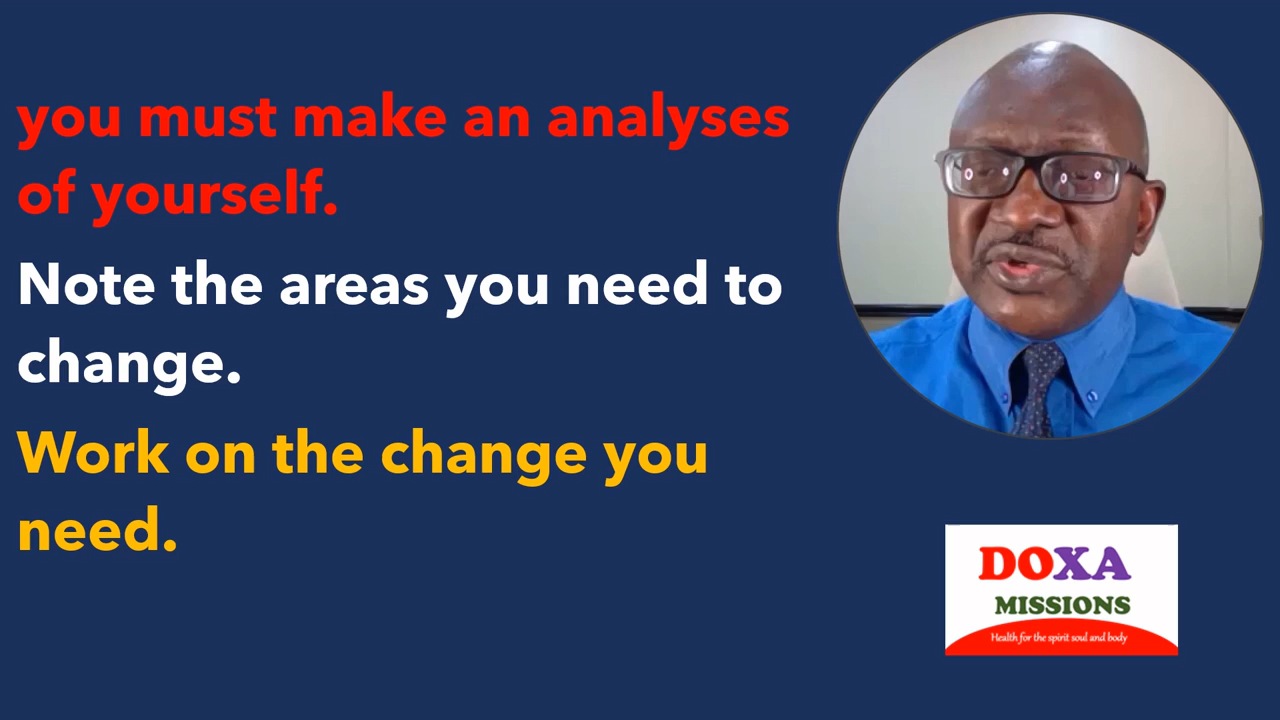 you must make an analyses
of yourself.
Note the areas you need to
change.
Work on the change you
need.
DOXA
MISSIONS
Health for the spirit soul and body